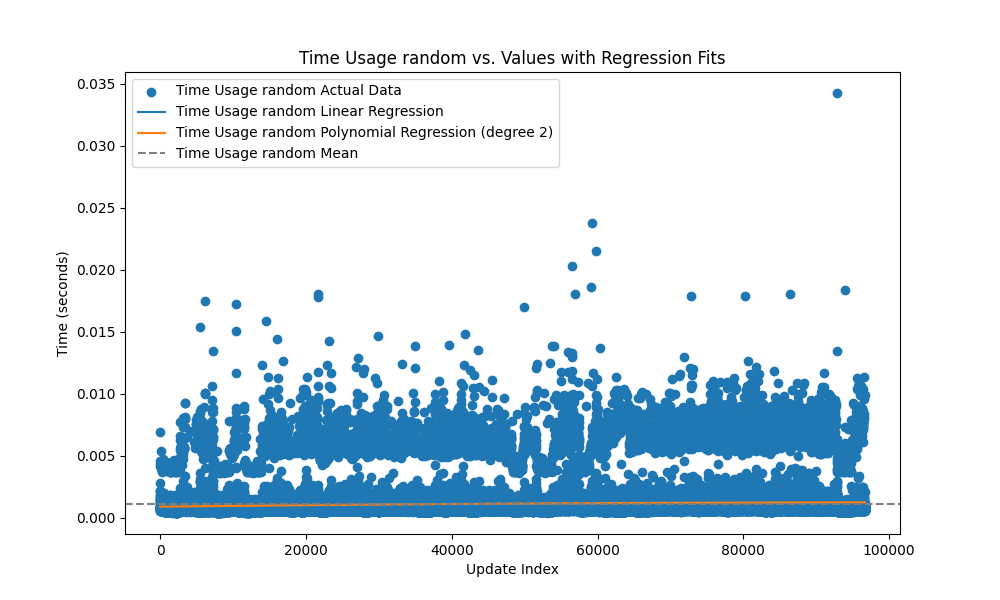 Time Usage random vs. Values with Regression Fits
Time Usage random Actual Data
Time Usage random Linear Regression
Time Usage random Polynomial Regression (degree 2)
Time Usage random Mean
Time (seconds)
0.035
0.030
0.025
0.020
0.015
0.010
0.005
0.000
0 20000 40000 60000 80000 100000
Update Index